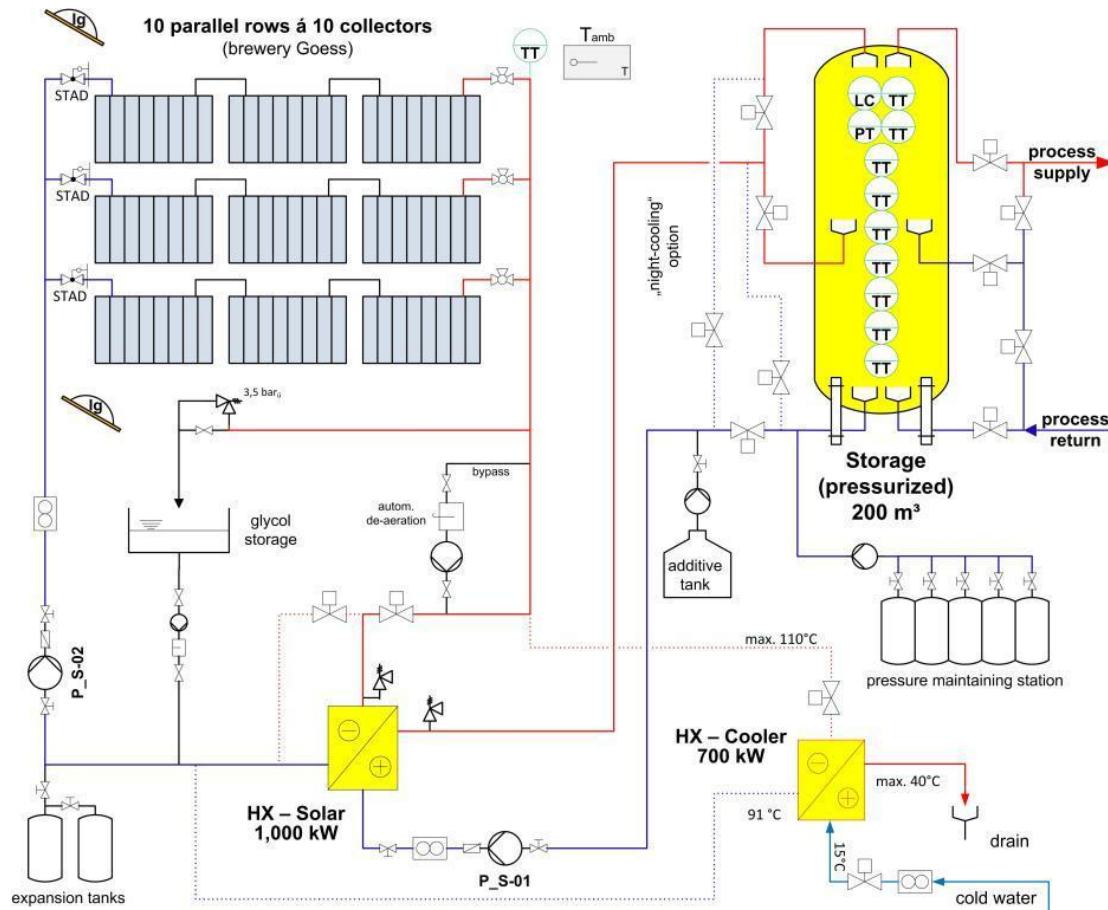 Ig
10 parallel rows á 10 collectors
(brewery Goess)
TT
Tamb
T
STAD
STAD
STAD
LC
TT
PT
TT
TT
TT
TT
TT
TT
TT
TT
process
supply
„night-cooling“
option
process
return
Ig
3,5 barü
bypass
autom.
de-aeration
glycol
storage
Storage
(pressurized)
200 m³
additive
tank
max. 110°C
pressure maintaining station
P_S-02
HX – Solar
1,000 kW
HX – Cooler
700 kW
max. 40°C
91 °C
15°C
drain
P_S-01
expansion tanks
cold water